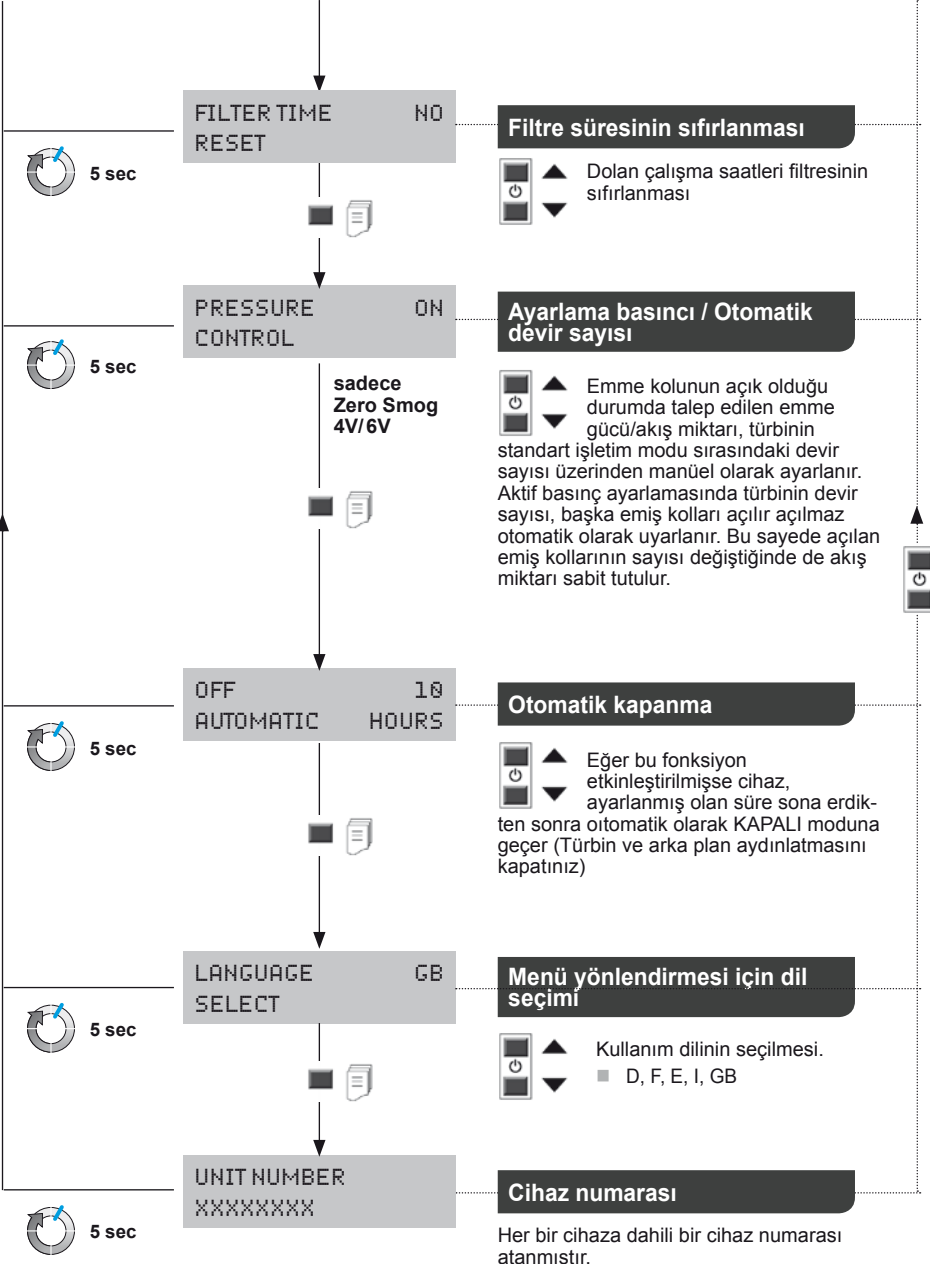 FILTER TIME NO
RESET
5 sec
Filtre süresinin sıfırlanması
Dolan çalışma saatleri filtresinin
sıfırlanması
PRESSURE ON
CONTROL
5 sec
sadece
Zero Smog
4V/6V
Ayarlama basıncı / Otomatik
devir sayısı
Emme kolunun açık olduğu
durumda talep edilen emme
gücü/akış miktarı, türbinin
standart işletim modu sırasındaki devir
sayısı üzerinden manüel olarak ayarlanır.
Aktif basınç ayarlamasında türbinin devir
sayısı, başka emiş kolları açılır açılmaz
otomatik olarak uyarlanır. Bu sayede açılan
emiş kollarının sayısı değiştiğinde de akış
miktarı sabit tutulur.
OFF 10
AUTOMATIC HOURS
5 sec
Otomatik kapanma
Eğer bu fonksiyon
etkinleştirilmişse cihaz,
ayarlanmış olan süre sona erdik-
ten sonra oıtomatik olarak KAPALI moduna
geçer (Türbin ve arka plan aydınlatmasını
kapatınız)
LANGUAGE GB
SELECT
5 sec
Menü yönlendirmesi için dil
seçimi
Kullanım dilinin seçilmesi.
D, F, E, I, GB
UNIT NUMBER
XXXXXXXX
5 sec
Cihaz numarası
Her bir cihaza dahili bir cihaz numarası
atanmıştır.